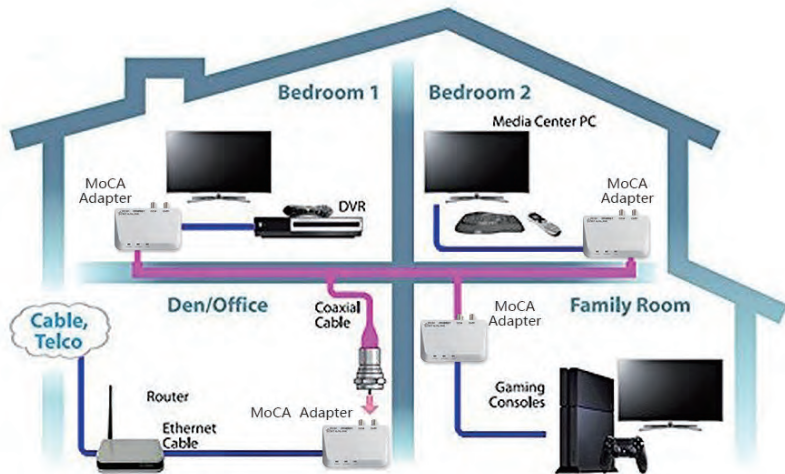 Bedroom 1
Bedroom 2
Media Center PC
MoCA
Adapter
MoCA
Adapter
DVR
Den/Office
Coaxial
Cable
MoCA
Adapter
Family Room
Cable,
Telco
Router
MoCA Adapter
Ethernet
Cable
Gaming
Consoles